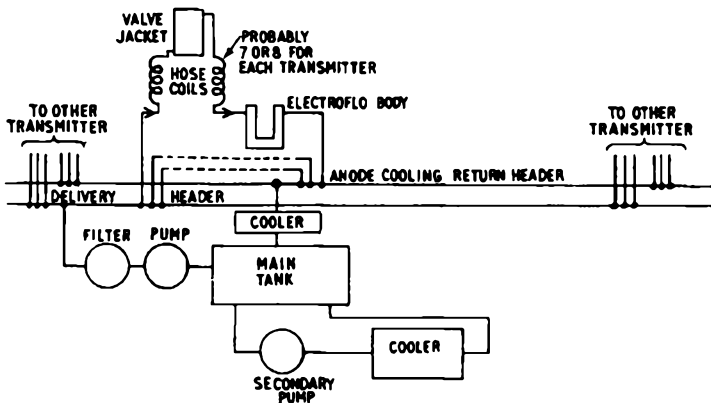 VALVE
JACKET
PROBABLY
7 OR 8 FOR
EACH TRANSMITTER
HOSE
COILS
ELECTROFLO BODY
TO OTHER
TRANSMITTER
TO OTHER
TRANSMITTER
ANODE COOLING RETURN HEADER
DELIVERY HEADER
COOLER
FILTER
PUMP
MAIN
TANK
COOLER
SECONDARY
PUMP